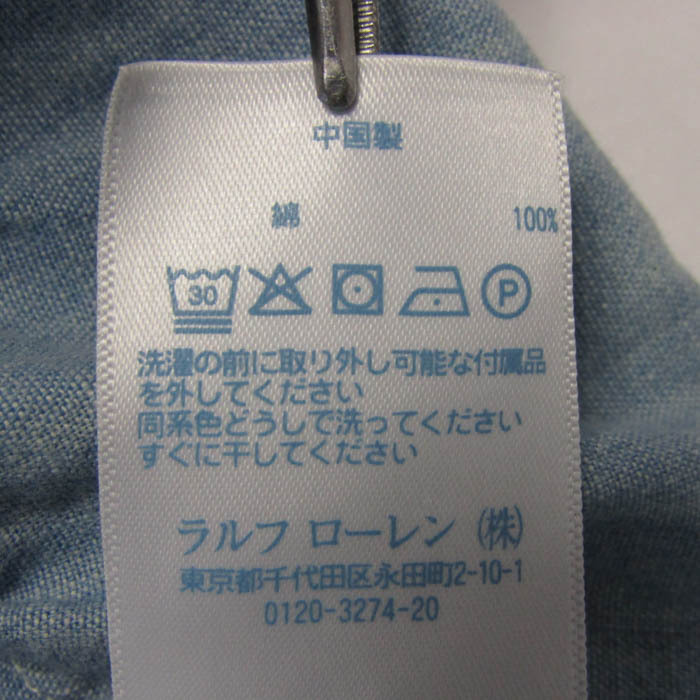 中国製
綿 100%
30 P
洗濯の前に取り外し可能な付属品
を外してください
同系色どうしで洗ってください
すぐに干してください
ラルフ ローレン (株)
東京都千代田区永田町2-10-1
0120-3274-20